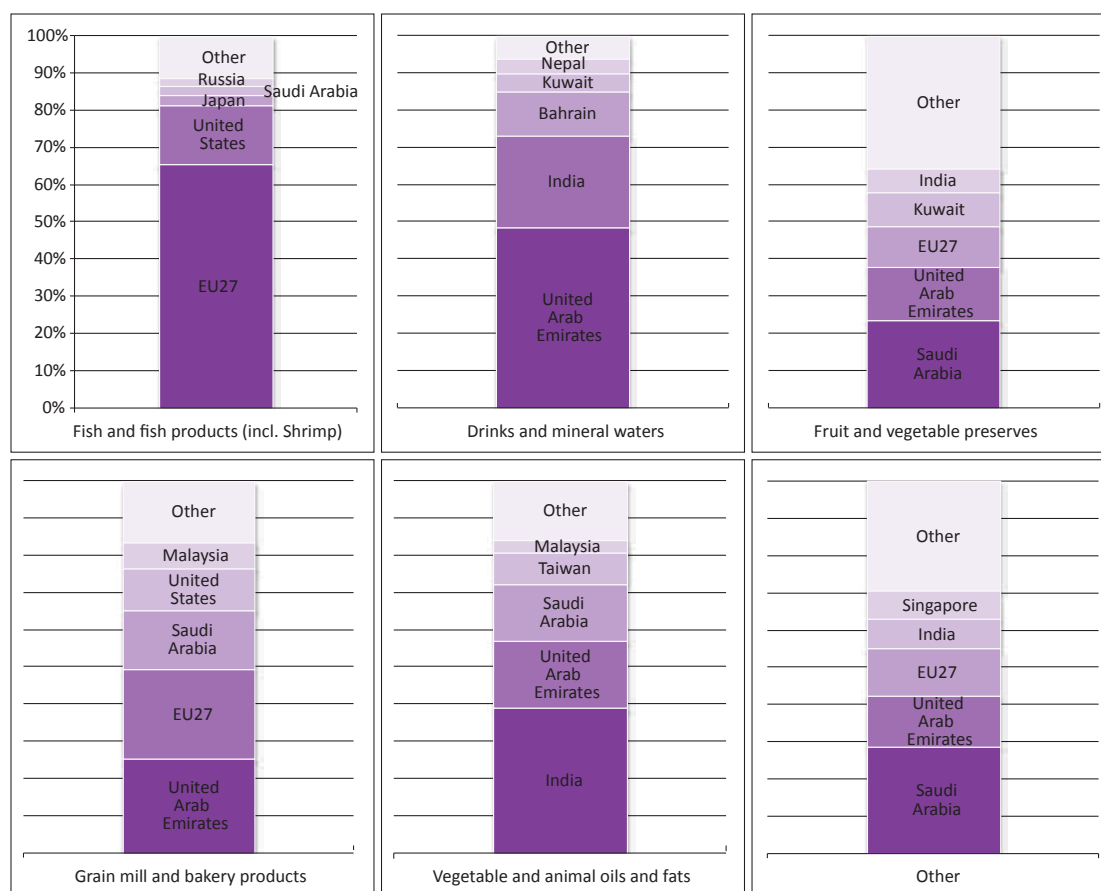 100%
90%
80%
70%
60%
50%
40%
30%
20%
10%
0%
Other
Russia
Saudi Arabia
Japan
United
States
EU27
Fish and fish products (incl. Shrimp)
Other
Nepal
Kuwait
Bahrain
India
United
Arab
Emirates
Drinks and mineral waters
Other
India
Kuwait
EU27
United
Arab
Emirates
Saudi
Arabia
Fruit and vegetable preserves
Other
Malaysia
United
States
Saudi
Arabia
EU27
United
Arab
Emirates
Grain mill and bakery products
Other
Malaysia
Taiwan
Saudi
Arabia
United
Arab
Emirates
India
Vegetable and animal oils and fats
Other
Singapore
India
EU27
United
Arab
Emirates
Saudi
Arabia
Other